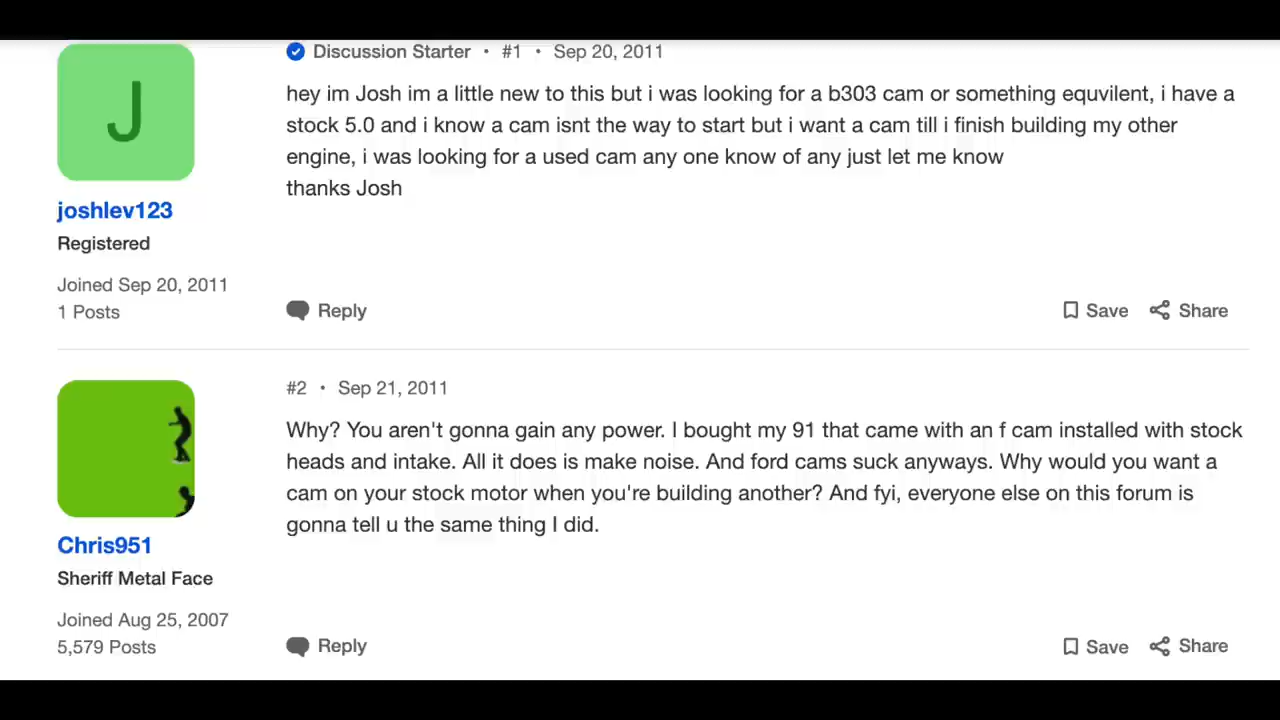 J
Discussion Starter • #1 • Sep 20, 2011
hey im Josh im a little new to this but i was looking for a b303 cam or something equvilent, i have a
stock 5.0 and i know a cam isnt the way to start but i want a cam till i finish building my other
engine, i was looking for a used cam any one know of any just let me know
thanks Josh
joshlev123
Registered
Joined Sep 20, 2011
1 Posts
Reply
Save
Share
#2 • Sep 21, 2011
Why? You aren't gonna gain any power. I bought my 91 that came with an f cam installed with stock
heads and intake. All it does is make noise. And ford cams suck anyways. Why would you want a
cam on your stock motor when you're building another? And fyi, everyone else on this forum is
gonna tell u the same thing I did.
Chris951
Sheriff Metal Face
Joined Aug 25, 2007
5,579 Posts
Reply
Save
Share